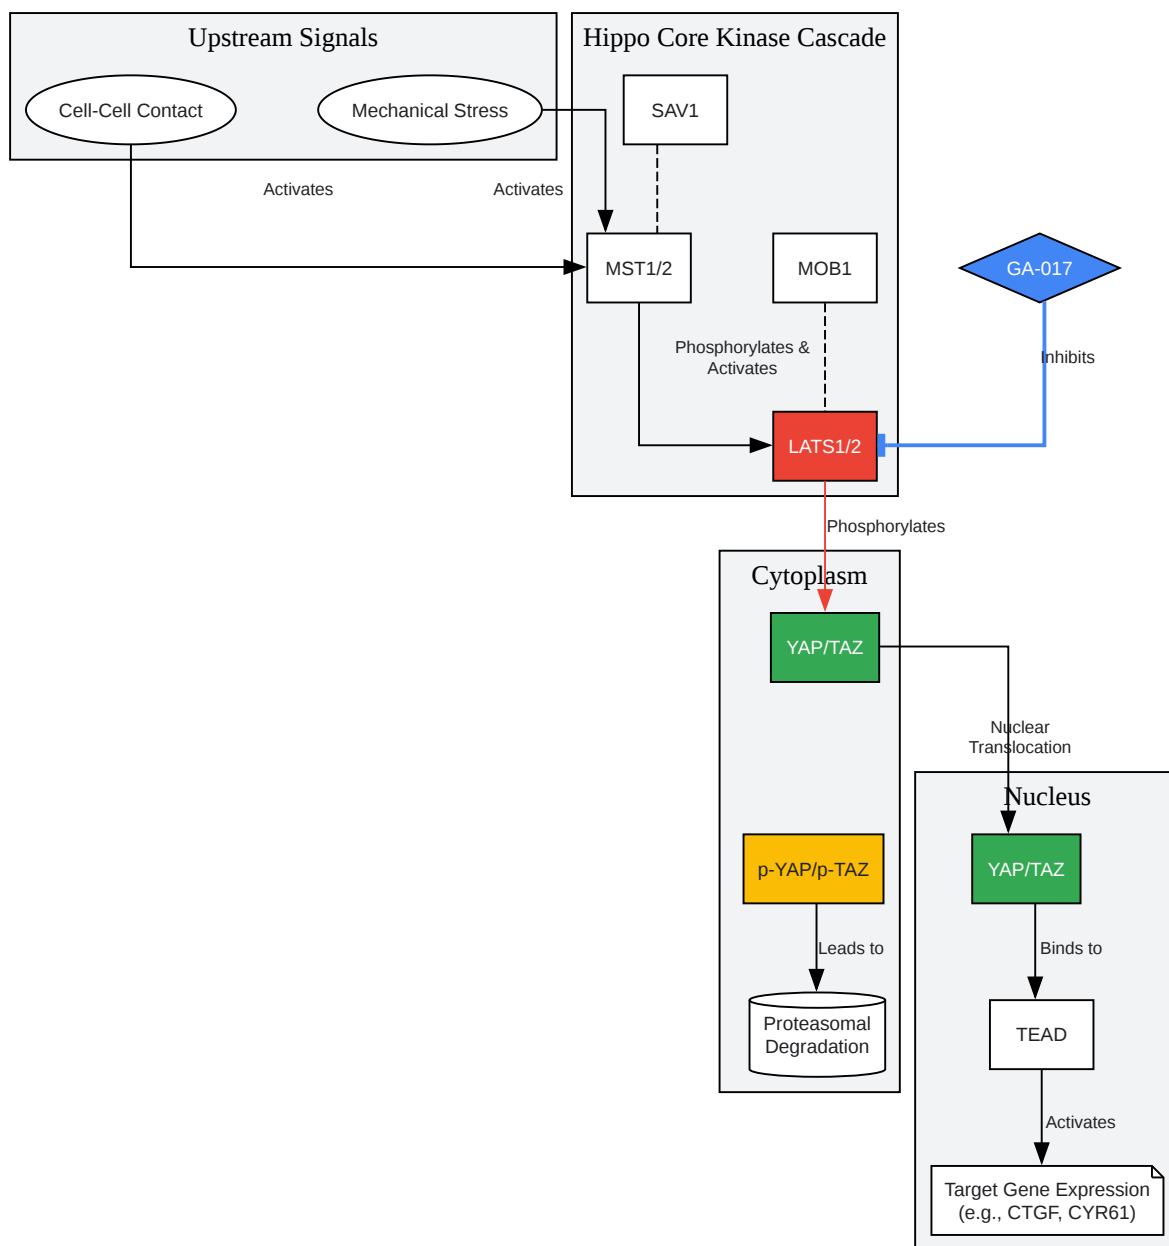 Upstream Signals
Hippo Core Kinase Cascade
Cell-Cell Contact
Mechanical Stress
SAV1
Activates
Activates
MST1/2
MOB1
GA-017
Phosphorylates &
Activates
Inhibits
LATS1/2
Phosphorylates
Cytoplasm
YAP/TAZ
Nuclear
Translocation
Nucleus
p-YAP/p-TAZ
YAP/TAZ
Leads to
Binds to
Proteasomal
Degradation
TEAD
Activates
Target Gene Expression
(e.g., CTGF, CYR61)